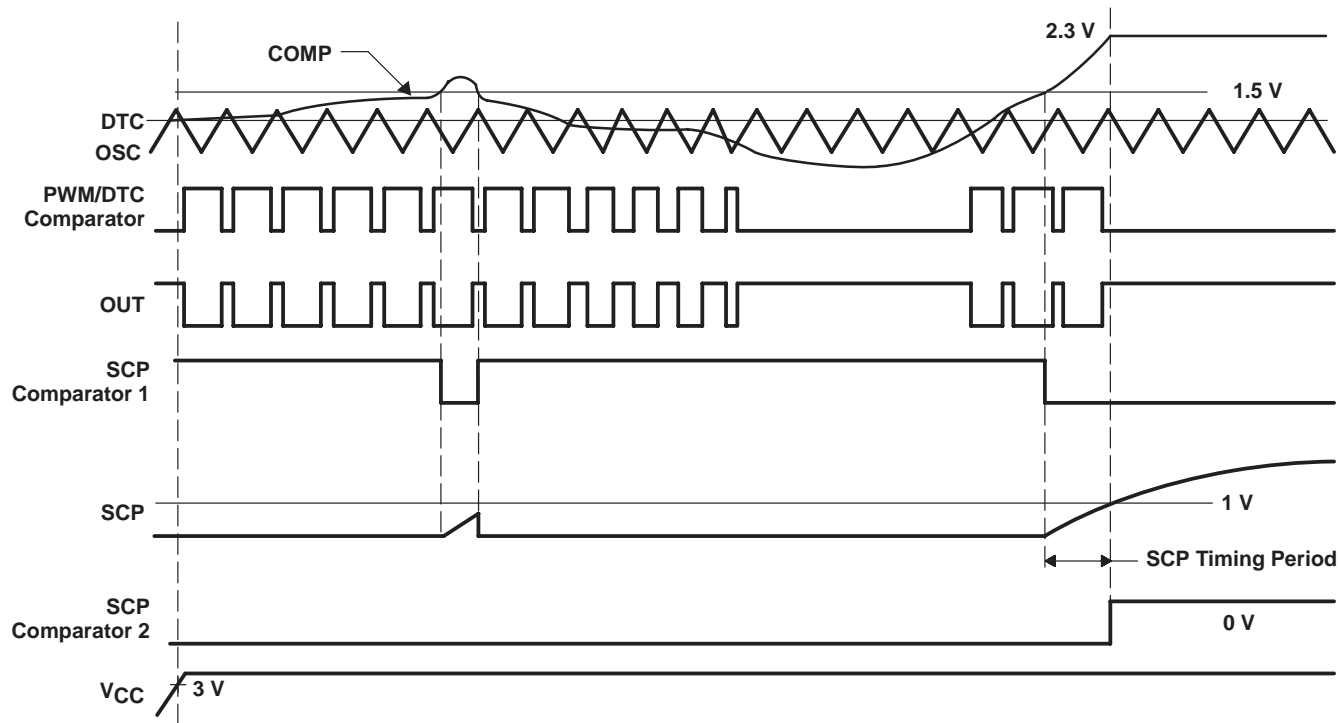 COMP
2.3 V
1.5 V
DTC
OSC
PWM/DTC
Comparator
OUT
SCP
Comparator 1
SCP
1 V
SCP Timing Period
SCP
Comparator 2
0 V
VCC
3 V